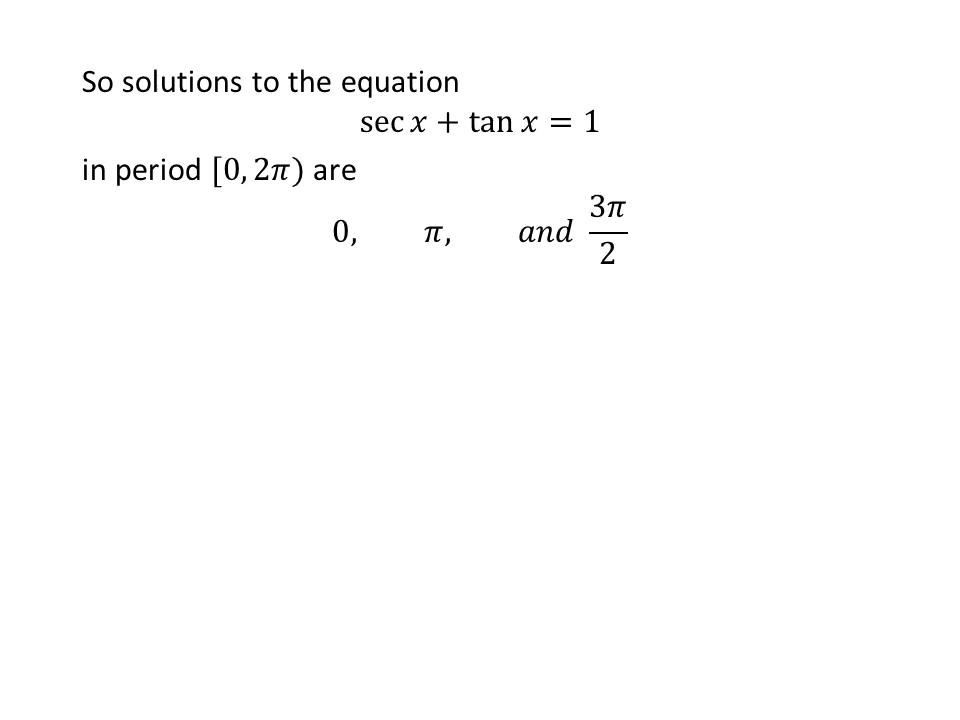 So solutions to the equation
sec 𝑥 + tan 𝑥 = 1
in period [0, 2𝜋) are
0, 𝜋, 𝑎𝑛𝑑 3𝜋/2